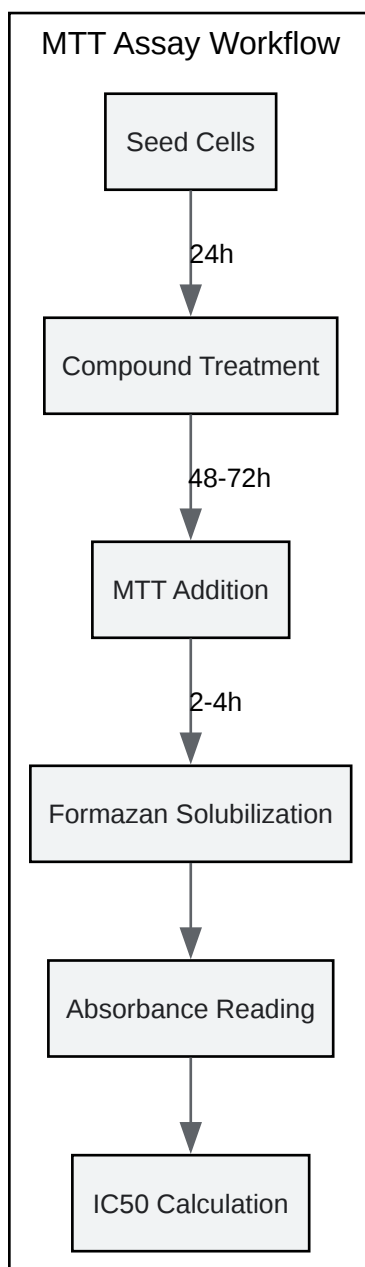 MTT Assay Workflow
Seed Cells
24h
Compound Treatment
48-72h
MTT Addition
2-4h
Formazan Solubilization
Absorbance Reading
IC50 Calculation